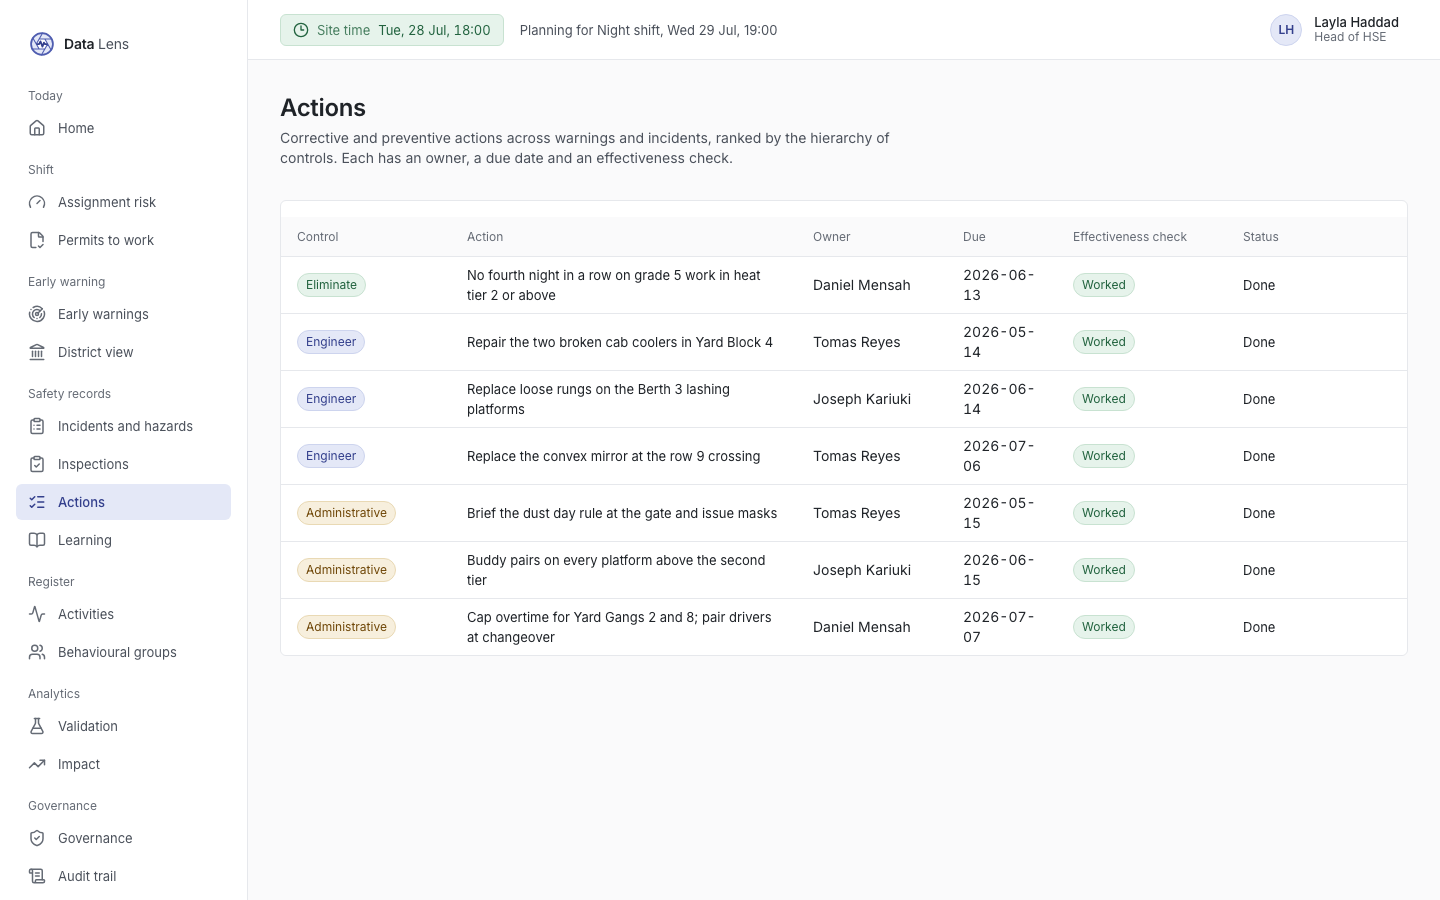 Data Lens
Site time Tue, 28 Jul, 18:00
Planning for Night shift, Wed 29 Jul, 19:00
LH
Layla Haddad
Head of HSE
Today
Home
Shift
Assignment risk
Permits to work
Early warning
Early warnings
District view
Safety records
Incidents and hazards
Inspections
Actions
Learning
Register
Activities
Behavioural groups
Analytics
Validation
Impact
Governance
Governance
Audit trail
Actions
Corrective and preventive actions across warnings and incidents, ranked by the hierarchy of
controls. Each has an owner, a due date and an effectiveness check.
Control Action Owner Due Effectiveness check Status
Eliminate
No fourth night in a row on grade 5 work in heat
tier 2 or above
Daniel Mensah
2026-06-
13
Worked
Done
Engineer
Repair the two broken cab coolers in Yard Block 4
Tomas Reyes
2026-05-
14
Worked
Done
Engineer
Replace loose rungs on the Berth 3 lashing
platforms
Joseph Kariuki
2026-06-
14
Worked
Done
Engineer
Replace the convex mirror at the row 9 crossing
Tomas Reyes
2026-07-
06
Worked
Done
Administrative
Brief the dust day rule at the gate and issue masks
Tomas Reyes
2026-05-
15
Worked
Done
Administrative
Buddy pairs on every platform above the second
tier
Joseph Kariuki
2026-06-
15
Worked
Done
Administrative
Cap overtime for Yard Gangs 2 and 8; pair drivers
at changeover
Daniel Mensah
2026-07-
07
Worked
Done